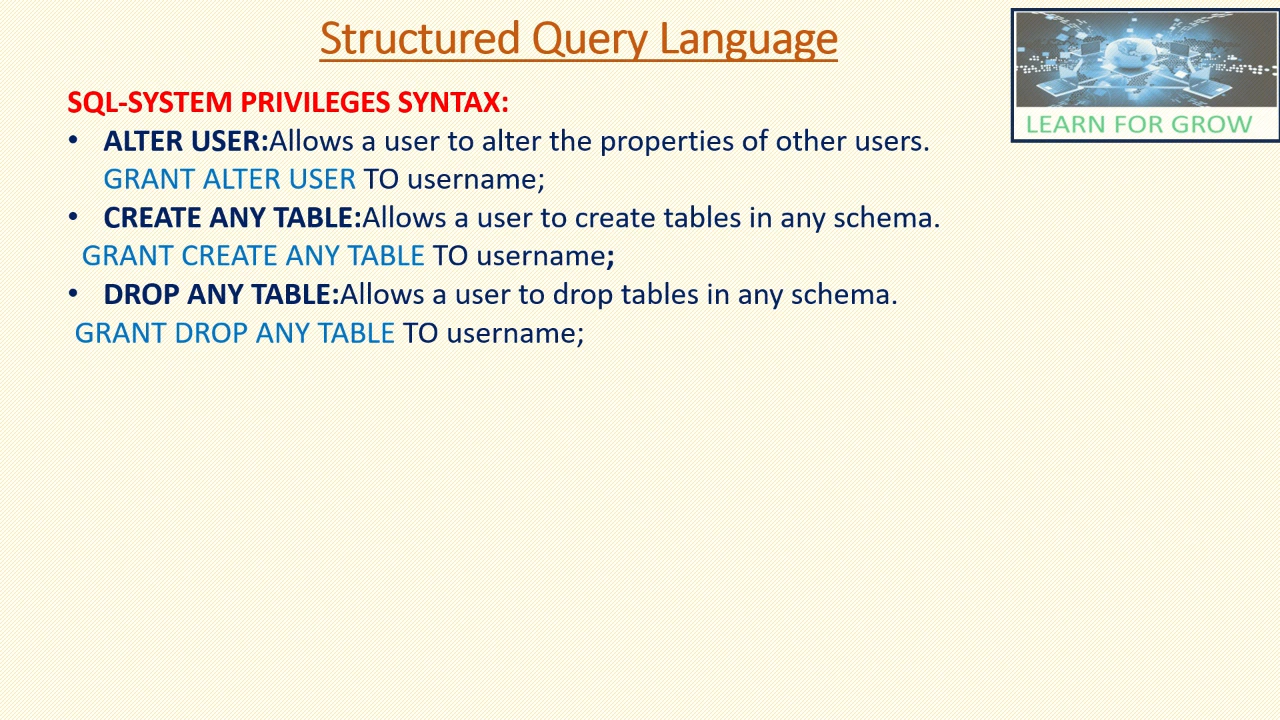 Structured Query Language
LEARN FOR GROW
SQL-SYSTEM PRIVILEGES SYNTAX:
• ALTER USER:Allows a user to alter the properties of other users.
GRANT ALTER USER TO username;
• CREATE ANY TABLE:Allows a user to create tables in any schema.
GRANT CREATE ANY TABLE TO username;
• DROP ANY TABLE:Allows a user to drop tables in any schema.
GRANT DROP ANY TABLE TO username;